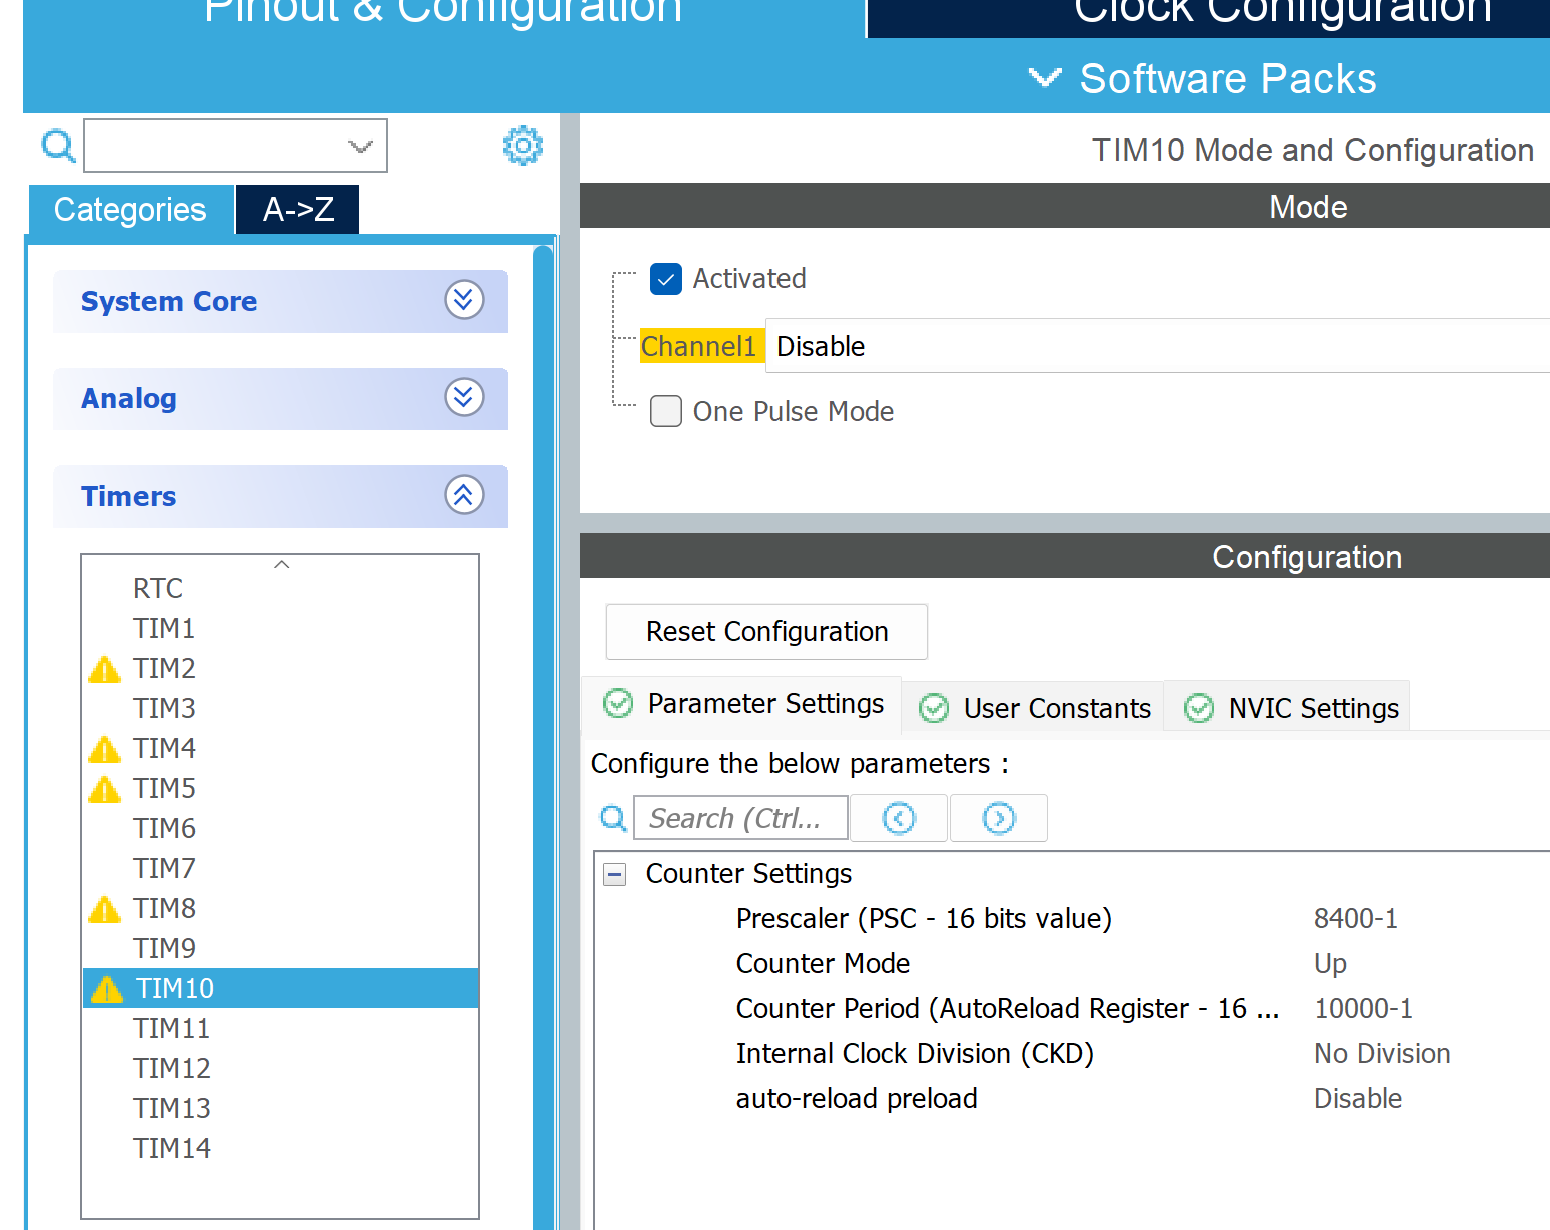 Pinout & Configuration
Clock Configuration
Software Packs
Categories
A->Z
System Core
Analog
Timers
RTC
TIM1
TIM2
TIM3
TIM4
TIM5
TIM6
TIM7
TIM8
TIM9
TIM10
TIM11
TIM12
TIM13
TIM14
TIM10 Mode and Configuration
Mode
Activated
Channel1 Disable
One Pulse Mode
Configuration
Reset Configuration
Parameter Settings User Constants NVIC Settings
Configure the below parameters :
Search (Ctrl...
Counter Settings
Prescaler (PSC - 16 bits value) 8400-1
Counter Mode Up
Counter Period (AutoReload Register - 16 ... 10000-1
Internal Clock Division (CKD) No Division
auto-reload preload Disable